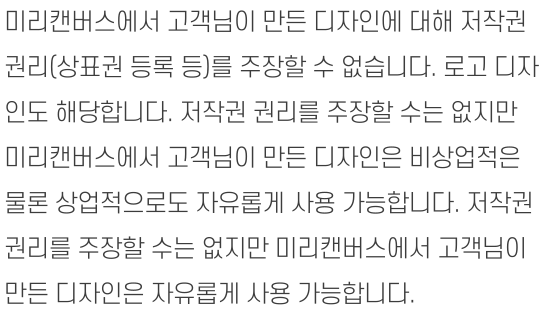 미리캔버스에서 고객님이 만든 디자인에 대해 저작권
권리(상표권 등록 등)를 주장할 수 없습니다. 로고 디자
인도 해당합니다. 저작권 권리를 주장할 수는 없지만
미리캔버스에서 고객님이 만든 디자인은 비상업적은
물론 상업적으로도 자유롭게 사용 가능합니다. 저작권
권리를 주장할 수는 없지만 미리캔버스에서 고객님이
만든 디자인은 자유롭게 사용 가능합니다.